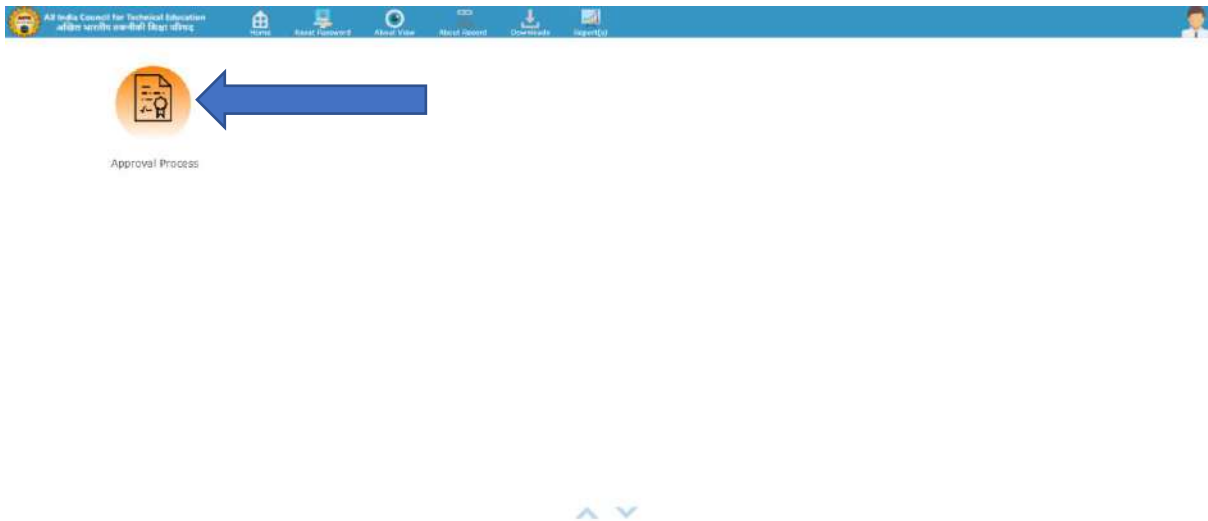 All India Council for Technical Education
अखिल भारतीय तकनीकी शिक्षा परिषद्
Home
Reset Password
About View
About Record
Downloads
Report(s)
Approval Process